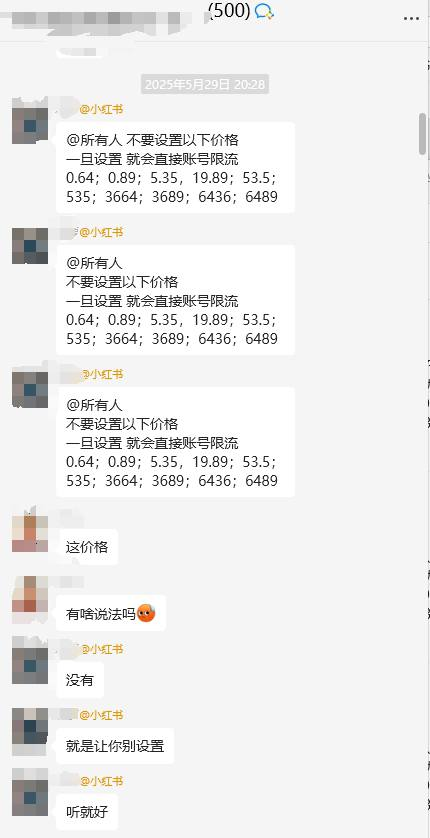 (500)
2025年5月29日 20:28
@小红书
@所有人 不要设置以下价格
一旦设置 就会直接账号限流
0.64；0.89；5.35，19.89；53.5；
535；3664；3689；6436；6489
@小红书
@所有人
不要设置以下价格
一旦设置 就会直接账号限流
0.64；0.89；5.35，19.89；53.5；
535；3664；3689；6436；6489
@小红书
@所有人
不要设置以下价格
一旦设置 就会直接账号限流
0.64；0.89；5.35，19.89；53.5；
535；3664；3689；6436；6489
这价格
有啥说法吗
@小红书
没有
@小红书
就是让你别设置
@小红书
听就好